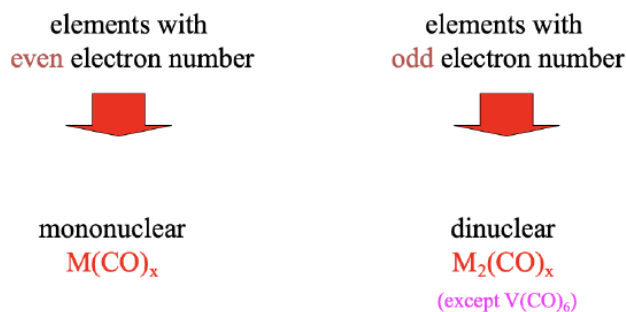 elements with
even electron number
mononuclear
M(CO)ₓ
elements with
odd electron number
dinuclear
M₂(CO)ₓ
(except V(CO)₆)